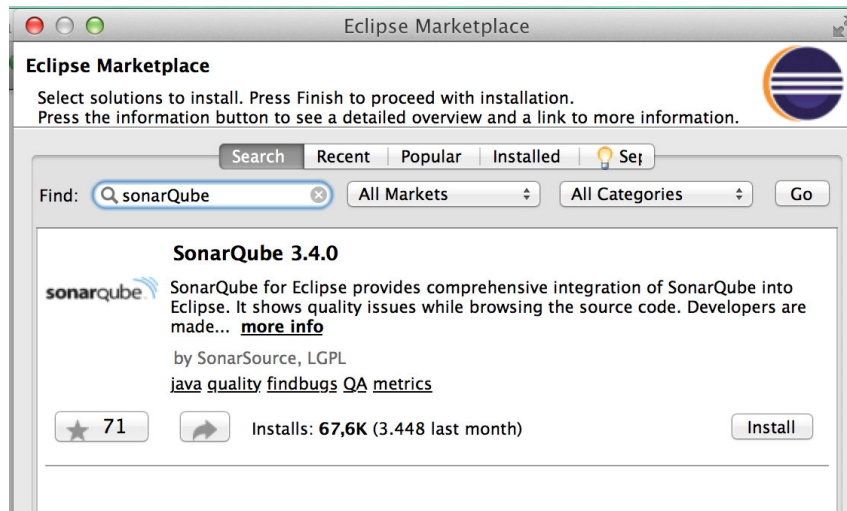 Eclipse Marketplace
Eclipse Marketplace
Select solutions to install. Press Finish to proceed with installation.
Press the information button to see a detailed overview and a link to more information.
Search Recent Popular Installed
Find: sonarQube All Markets All Categories Go
SonarQube 3.4.0
sonarqube
SonarQube for Eclipse provides comprehensive integration of SonarQube into
Eclipse. It shows quality issues while browsing the source code. Developers are
made... more info
by SonarSource, LGPL
java quality findbugs QA metrics
71 Installs: 67,6K (3.448 last month) Install